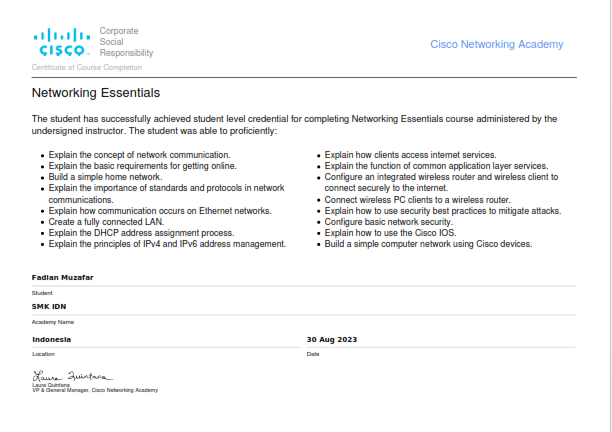 Corporate
Social
Responsibility
CISCO
Cisco Networking Academy
Certificate of Course Completion
Networking Essentials
The student has successfully achieved student level credential for completing Networking Essentials course administered by the
undersigned instructor. The student was able to proficiently:
• Explain the concept of network communication.
• Explain the basic requirements for getting online.
• Build a simple home network.
• Explain the importance of standards and protocols in network
communications.
• Explain how communication occurs on Ethernet networks.
• Create a fully connected LAN.
• Explain the DHCP address assignment process.
• Explain the principles of IPv4 and IPv6 address management.
• Explain how clients access internet services.
• Explain the function of common application layer services.
• Configure an integrated wireless router and wireless client to
connect securely to the internet.
• Connect wireless PC clients to a wireless router.
• Explain how to use security best practices to mitigate attacks.
• Configure basic network security.
• Explain how to use the Cisco IOS.
• Build a simple computer network using Cisco devices.
Fadlan Muzafar
Student
SMK IDN
Academy Name
Indonesia
Location
30 Aug 2023
Date
Laura Quintana
Laura Quintana
VP & General Manager, Cisco Networking Academy